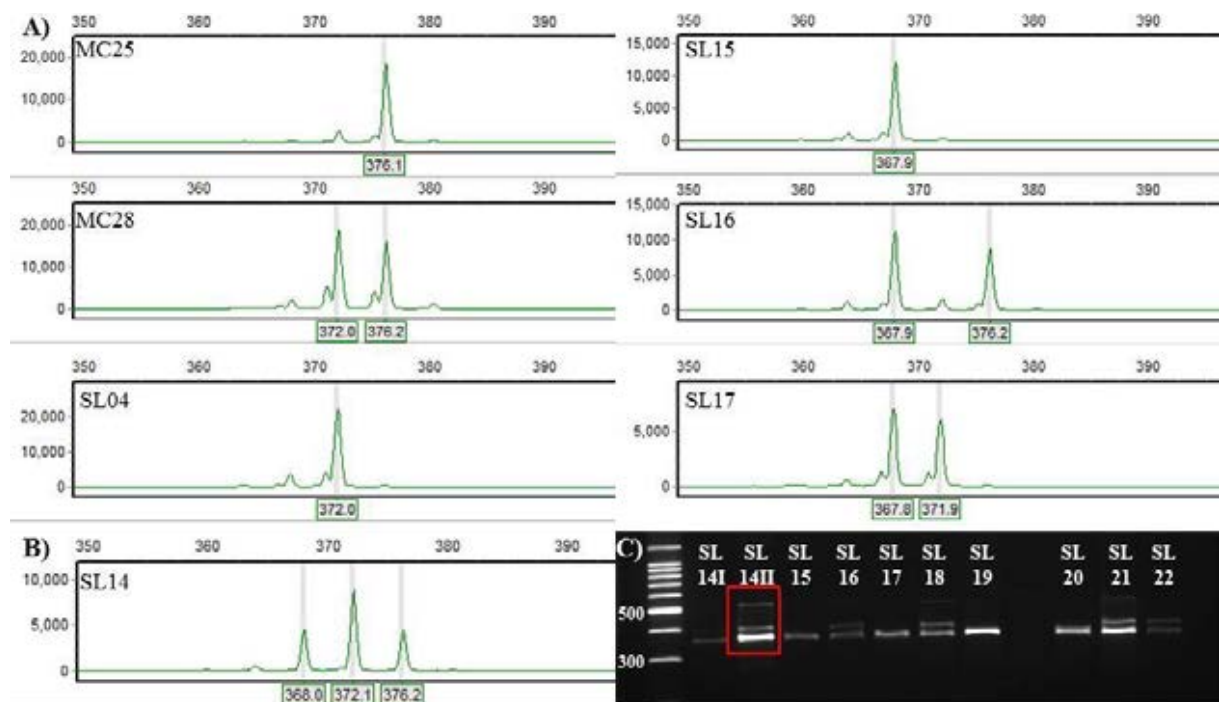 A)
350 360 370 380 390
MC25
20,000
10,000
0
376.1
350 360 370 380 390
MC28
20,000
10,000
0
372.0 376.2
350 360 370 380 390
SL04
20,000
10,000
0
372.0
350 360 370 380 390
SL15
15,000
10,000
5,000
0
367.9
350 360 370 380 390
SL16
15,000
10,000
5,000
0
367.9 376.2
350 360 370 380 390
SL17
5,000
0
367.8 371.9
B)
350 360 370 380 390
SL14
10,000
5,000
0
368.0 372.1 376.2
C)
SL SL SL SL SL SL SL SL SL SL
14I 14II 15 16 17 18 19 20 21 22
500
300